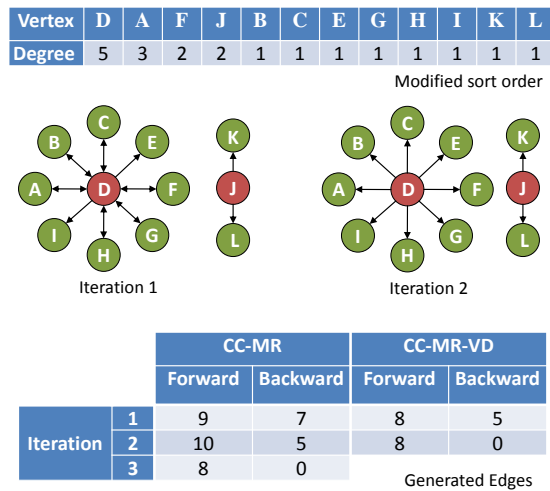 Vertex D A F J B C E G H I K L
Degree 5 3 2 2 1 1 1 1 1 1 1 1
Modified sort order
C
B E
A D F
I G
H
K
J
L
Iteration 1
C
B E
A D F
I G
H
K
J
L
Iteration 2
CC-MR CC-MR-VD
Forward Backward Forward Backward
Iteration
1 9 7 8 5
2 10 5 8 0
3 8 0
Generated Edges